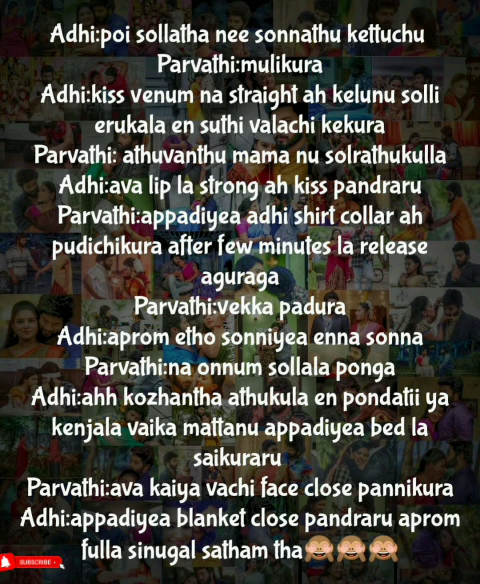 Adhi:poi sollatha nee sonnathu kettuchu
Parvathi:mulikura
Adhi:kiss venum na straight ah kelunu solli
erukala en suthi valachi kekura
Parvathi: athuvanthu mama nu solrathukulla
Adhi:ava lip la strong ah kiss pandraru
Parvathi:appadiyea adhi shirt collar ah
pudichikura after few minutes la release
aguraga
Parvathi:vekka padura
Adhi:aprom etho sonniyea enna sonna
Parvathi:na onnum sollala ponga
Adhi:ahh kozhantha athukula en pondatii ya
kenjala vaika mattanu appadiyea bed la
saikuraru
Parvathi:ava kaiya vachi face close pannikura
Adhi:appadiyea blanket close pandraru aprom
fulla sinugal satham tha🙈🙈🙈
SUBSCRIBE